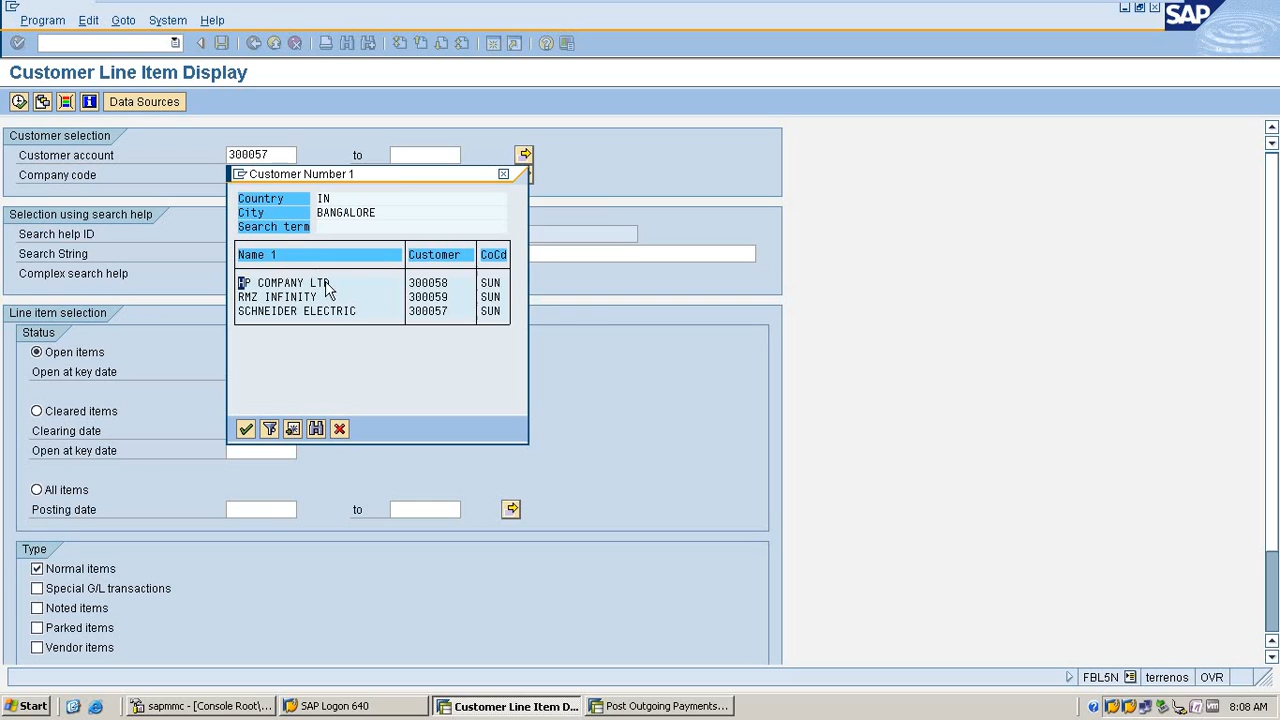 Program Edit Goto System Help
SAP
Customer Line Item Display
Data Sources
Customer selection
Customer account 300057 to
Company code
Selection using search help
Search help ID
Search String
Complex search help
Line item selection
Status
Open items
Open at key date
Cleared items
Clearing date
Open at key date
All items
Posting date to
Type
Normal items
Special G/L transactions
Noted items
Parked items
Vendor items
Customer Number 1
Country IN
City BANGALORE
Search term
Name 1 Customer CoCd
HP COMPANY LTD 300058 SUN
RMZ INFINITY 300059 SUN
SCHNEIDER ELECTRIC 300057 SUN
FBL5N terrenos OVR
Start sapmmc - [Console Root\... SAP Logon 640 Customer Line Item D... Post Outgoing Payments... 8:08 AM